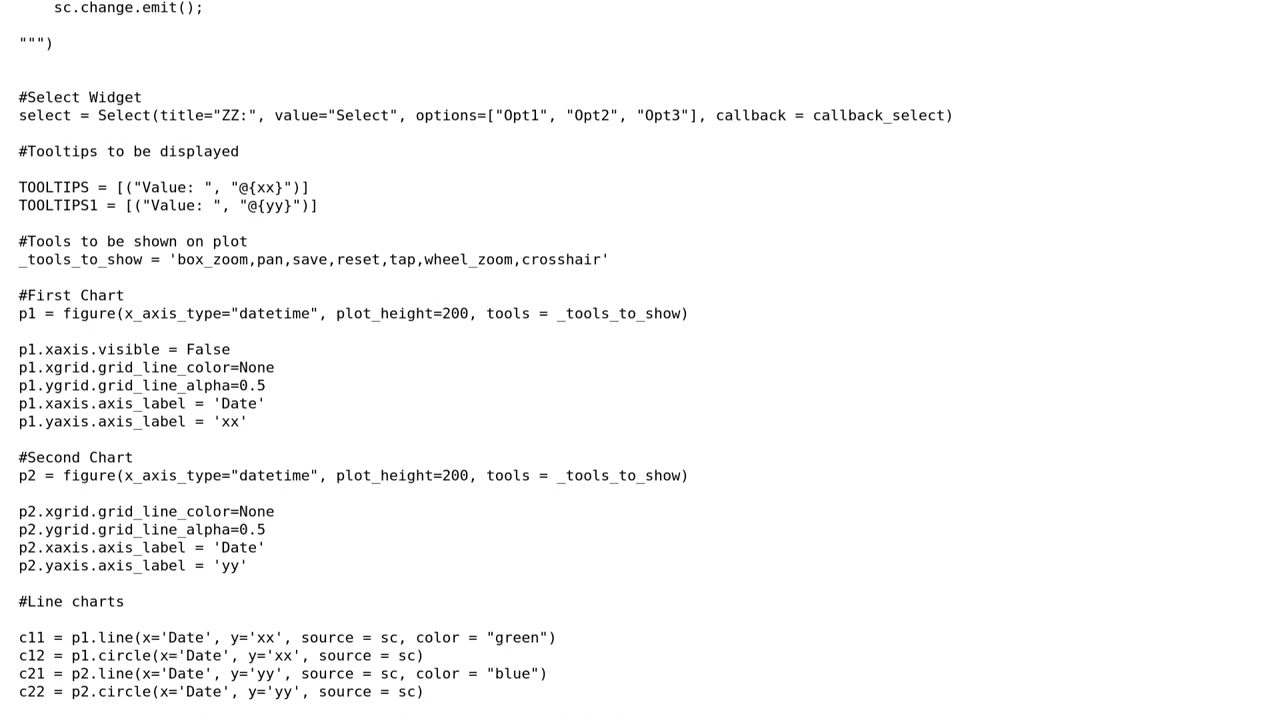 sc.change.emit();
""")
#Select Widget
select = Select(title="ZZ:", value="Select", options=["Opt1", "Opt2", "Opt3"], callback = callback_select)
#Tooltips to be displayed
TOOLTIPS = [("Value: ", "@{xx}")]
TOOLTIPS1 = [("Value: ", "@{yy}")]
#Tools to be shown on plot
_tools_to_show = 'box_zoom,pan,save,reset,tap,wheel_zoom,crosshair'
#First Chart
p1 = figure(x_axis_type="datetime", plot_height=200, tools = _tools_to_show)
p1.xaxis.visible = False
p1.xgrid.grid_line_color=None
p1.ygrid.grid_line_alpha=0.5
p1.xaxis.axis_label = 'Date'
p1.yaxis.axis_label = 'xx'
#Second Chart
p2 = figure(x_axis_type="datetime", plot_height=200, tools = _tools_to_show)
p2.xgrid.grid_line_color=None
p2.ygrid.grid_line_alpha=0.5
p2.xaxis.axis_label = 'Date'
p2.yaxis.axis_label = 'yy'
#Line charts
c11 = p1.line(x='Date', y='xx', source = sc, color = "green")
c12 = p1.circle(x='Date', y='xx', source = sc)
c21 = p2.line(x='Date', y='yy', source = sc, color = "blue")
c22 = p2.circle(x='Date', y='yy', source = sc)